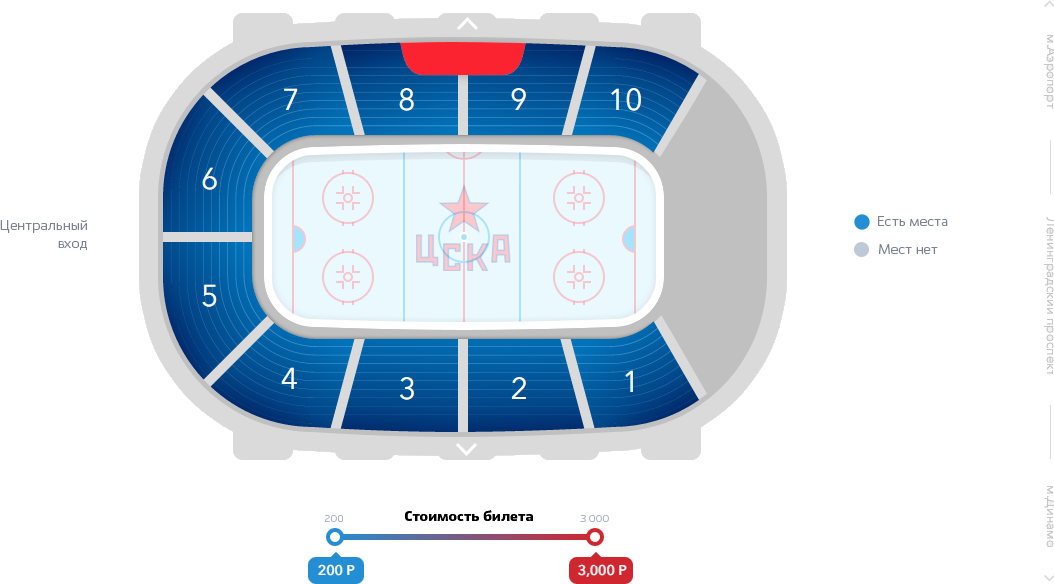 7
8
9
10
6
5
4
3
2
1
ЦСКА
Центральный
вход
Есть места
Мест нет
м.Аэропорт
Ленинградский проспект
м.Динамо
Стоимость билета
200
3 000
200 Р
3,000 Р